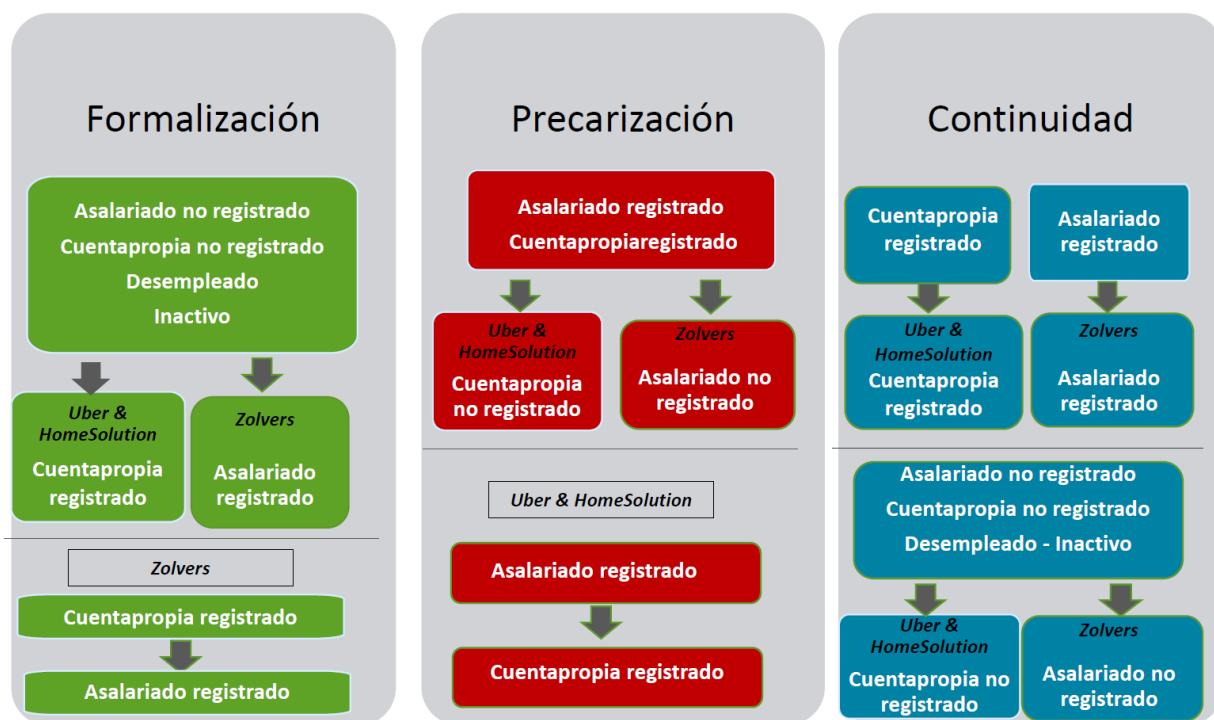 Formalización
Asalariado no registrado
Cuentapropia no registrado
Desempleado
Inactivo
Uber &
HomeSolution
Cuentapropia
registrado
Zolvers
Asalariado
registrado
Zolvers
Cuentapropia registrado
Asalariado registrado
Precarización
Asalariado registrado
Cuentapropiaregistrado
Uber &
HomeSolution
Cuentapropia
no registrado
Zolvers
Asalariado no
registrado
Uber & HomeSolution
Asalariado registrado
Cuentapropia registrado
Continuidad
Cuentapropia
registrado
Asalariado
registrado
Uber &
HomeSolution
Cuentapropia
registrado
Zolvers
Asalariado
registrado
Asalariado no registrado
Cuentapropia no registrado
Desempleado - Inactivo
Uber &
HomeSolution
Cuentapropia no
registrado
Zolvers
Asalariado no
registrado